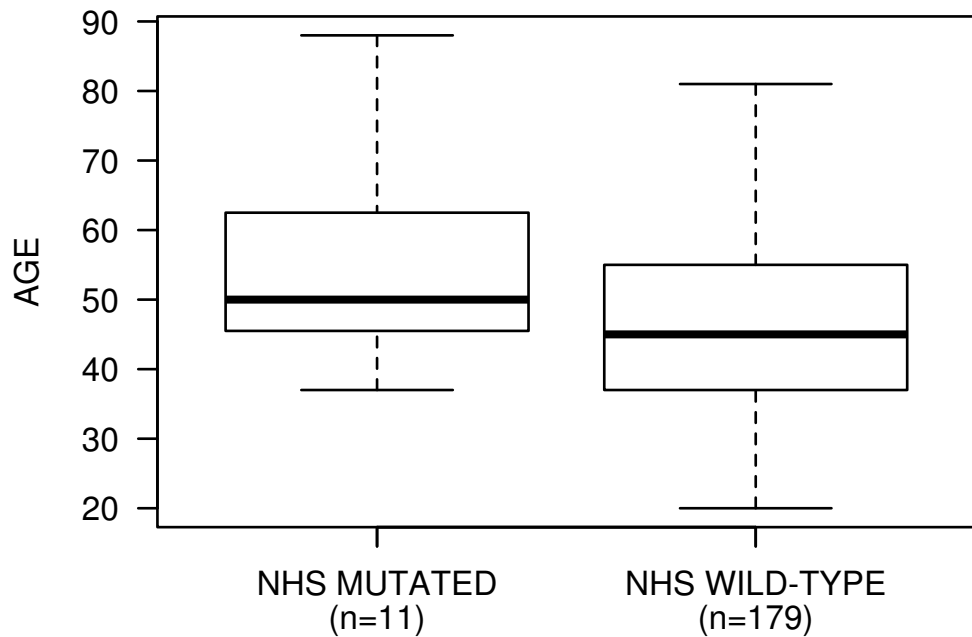 90
80
70
60
50
40
30
20
AGE
NHS MUTATED
(n=11)
NHS WILD-TYPE
(n=179)